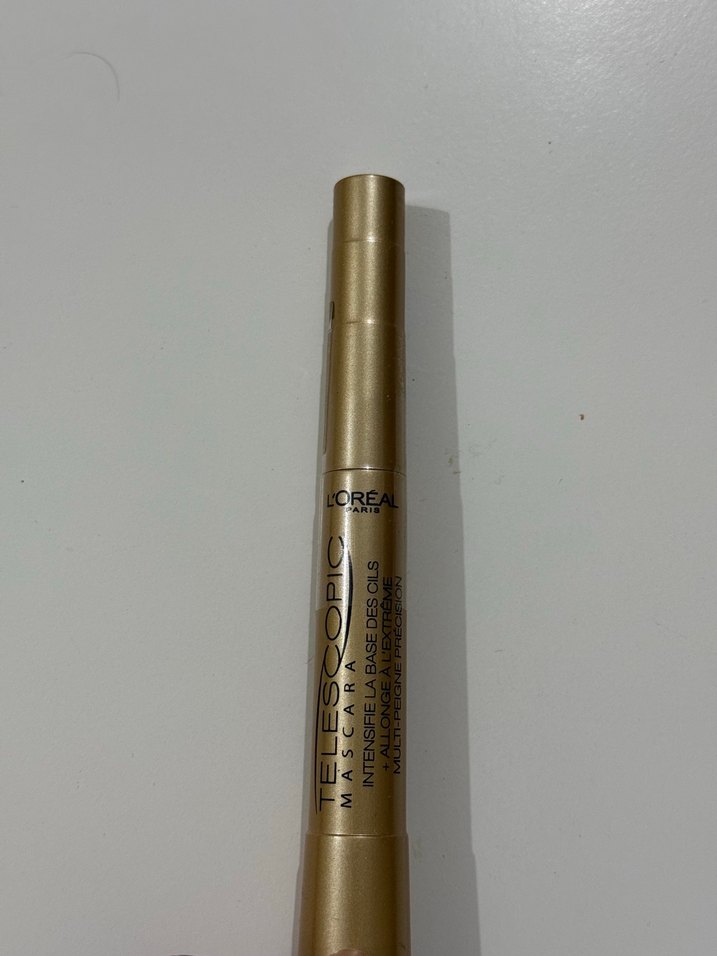 L'ORÉAL
PARIS
TELESCOPIC
MASCARA
INTENSIFIE LA BASE DES CILS
+ ALLONGE À L'EXTRÊME
MULTI-PEIGNE PRÉCISION